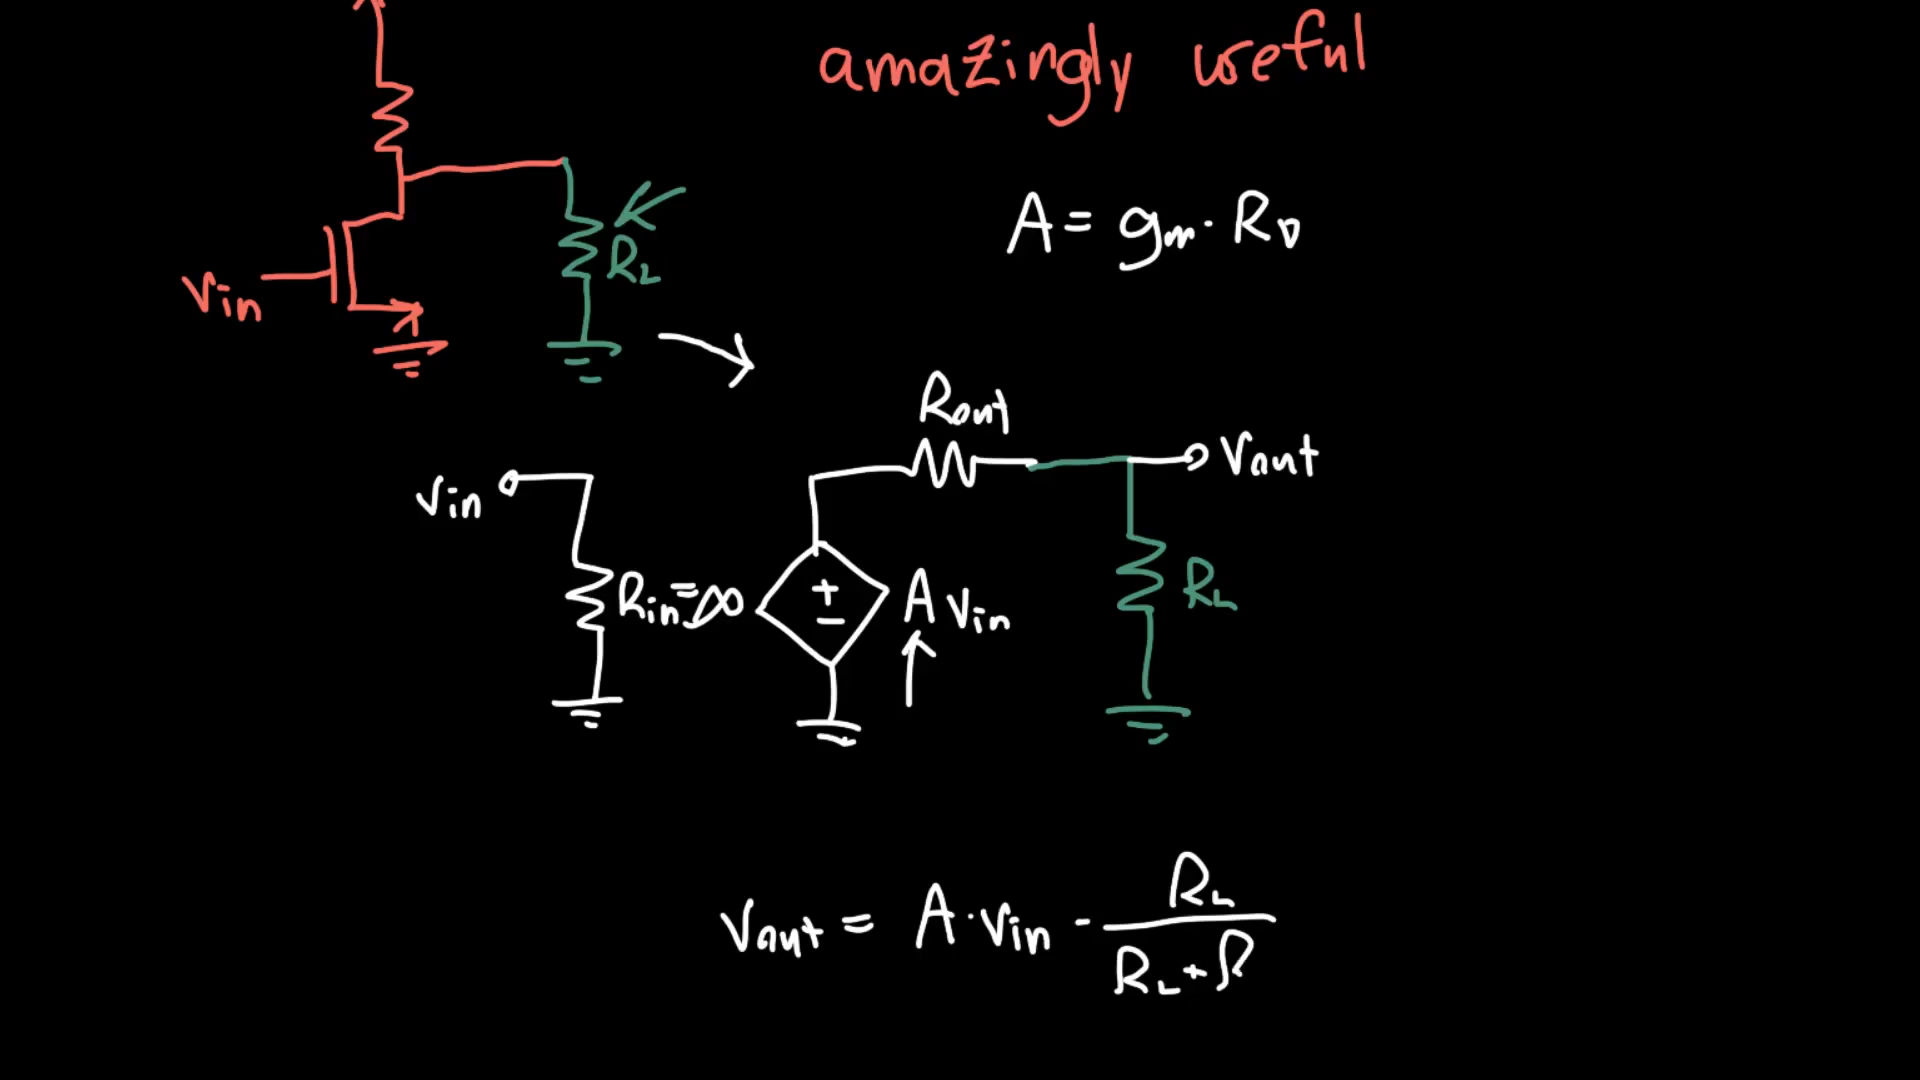 amazingly useful
A = gm · RD
Vin
RL
Rout
Vin
Vout
Rin = ∞
+
−
A Vin
RL
Vout = A · Vin · RL / (RL + R